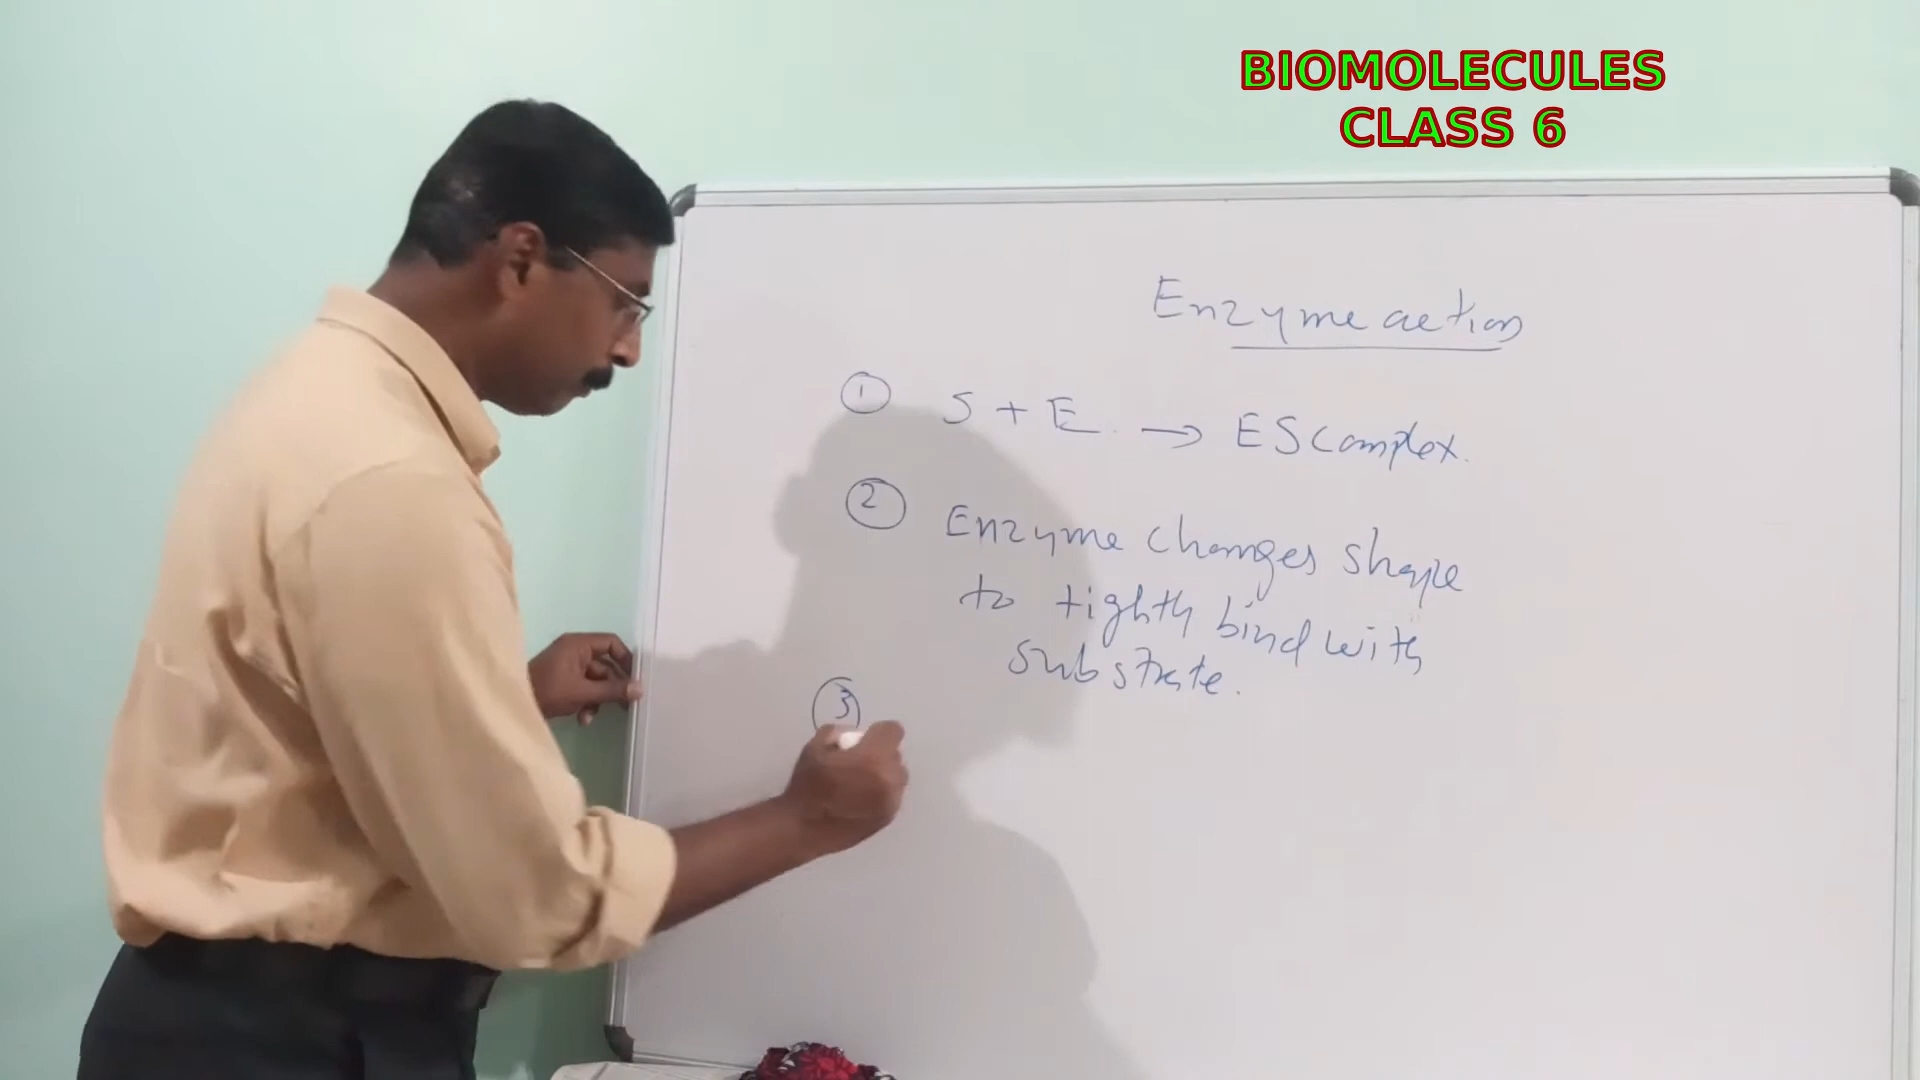 BIOMOLECULES
CLASS 6
Enzyme action
① S + E → ES Complex.
② Enzyme changes shape
to tightly bind with
substrate.
③